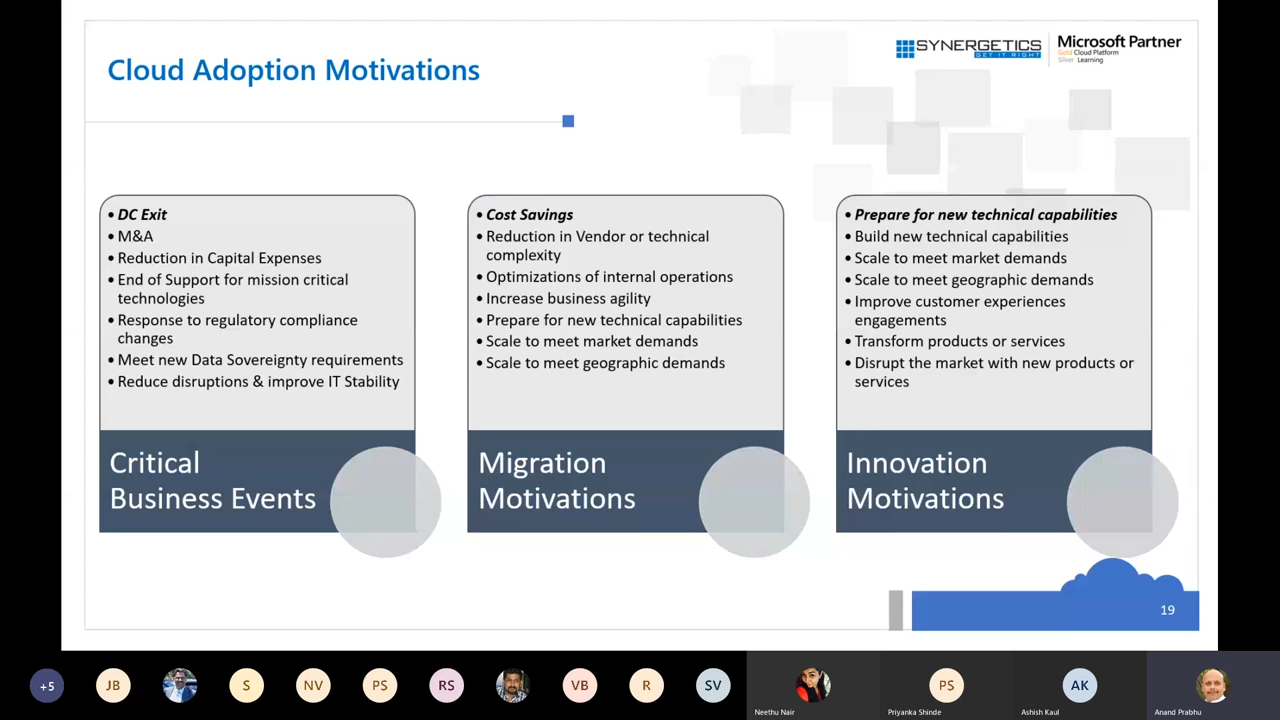 Cloud Adoption Motivations
SYNERGETICS
GET IT RIGHT
Microsoft Partner
Gold Cloud Platform
Silver Learning
• DC Exit
• M&A
• Reduction in Capital Expenses
• End of Support for mission critical
technologies
• Response to regulatory compliance
changes
• Meet new Data Sovereignty requirements
• Reduce disruptions & improve IT Stability
Critical
Business Events
• Cost Savings
• Reduction in Vendor or technical
complexity
• Optimizations of internal operations
• Increase business agility
• Prepare for new technical capabilities
• Scale to meet market demands
• Scale to meet geographic demands
Migration
Motivations
• Prepare for new technical capabilities
• Build new technical capabilities
• Scale to meet market demands
• Scale to meet geographic demands
• Improve customer experiences
engagements
• Transform products or services
• Disrupt the market with new products or
services
Innovation
Motivations
19
+5
JB
S
NV
PS
RS
VB
R
SV
Neethu Nair
PS
Priyanka Shinde
AK
Ashish Kaul
Anand Prabhu